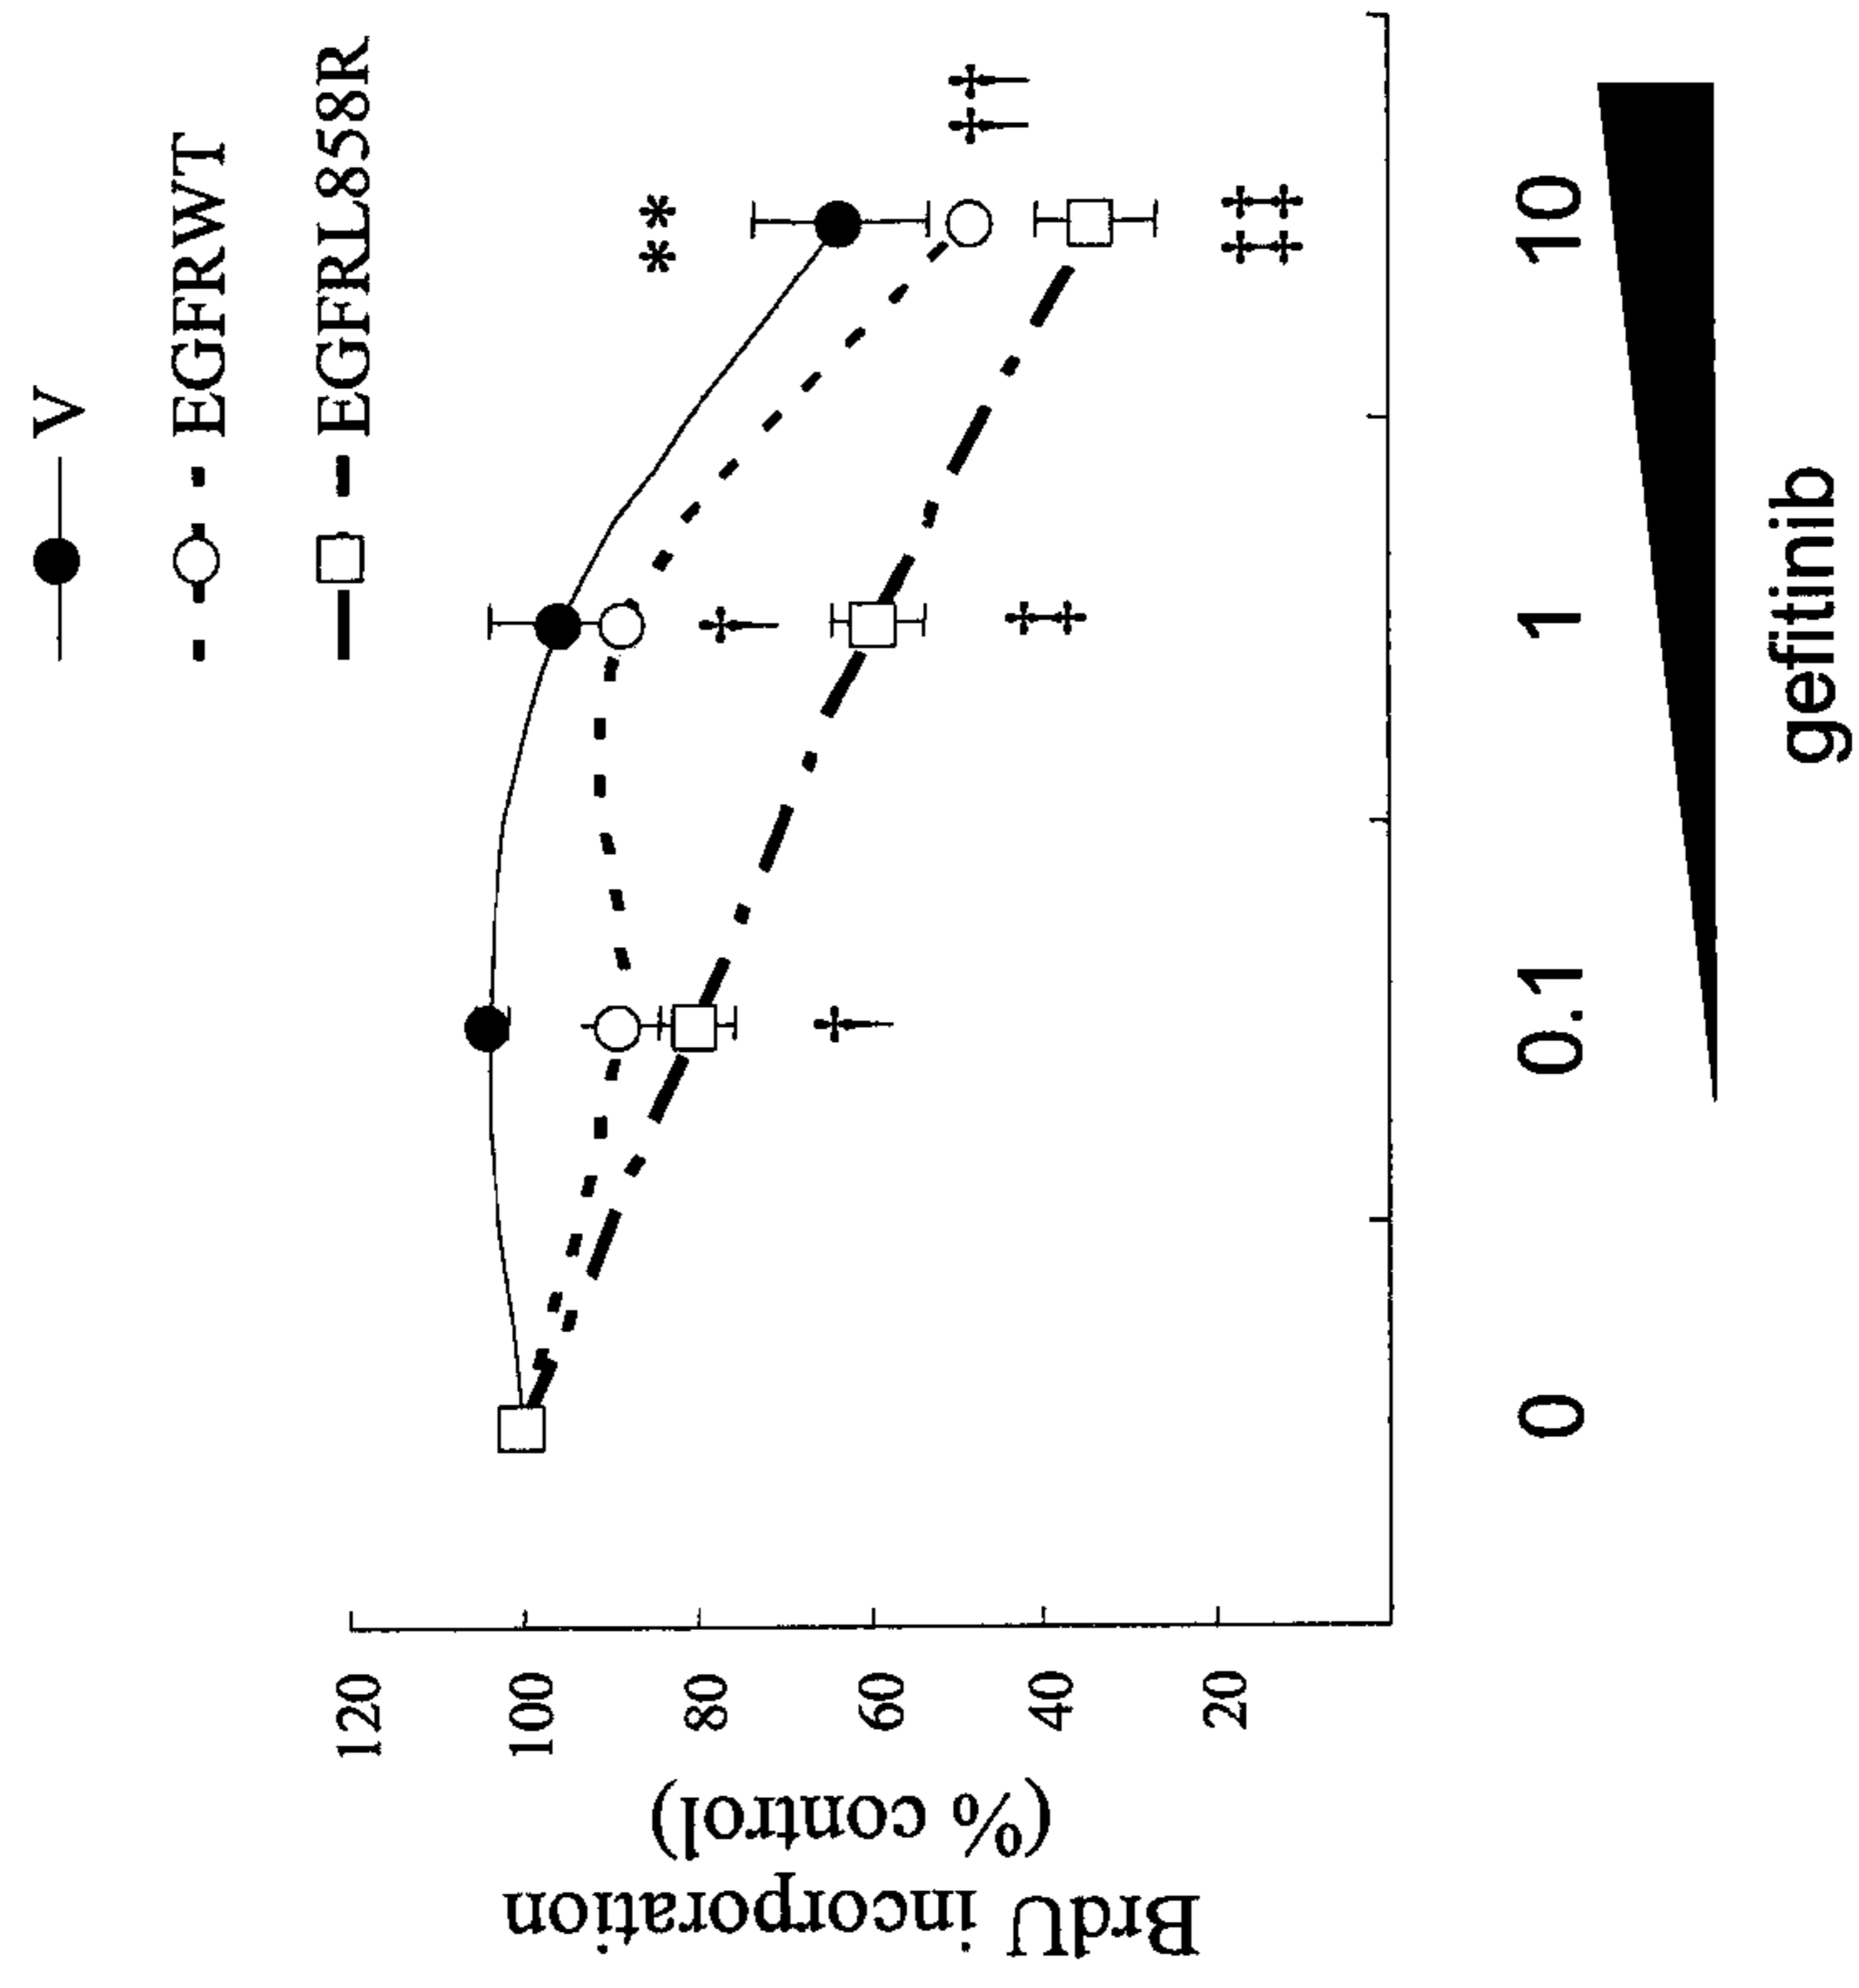 V
EGFRWT
EGFRL858R
120
100
80
60
40
20
BrdU incorporation
(% control)
**
††
†
†
‡
‡‡
0 0.1 1 10
gefitinib